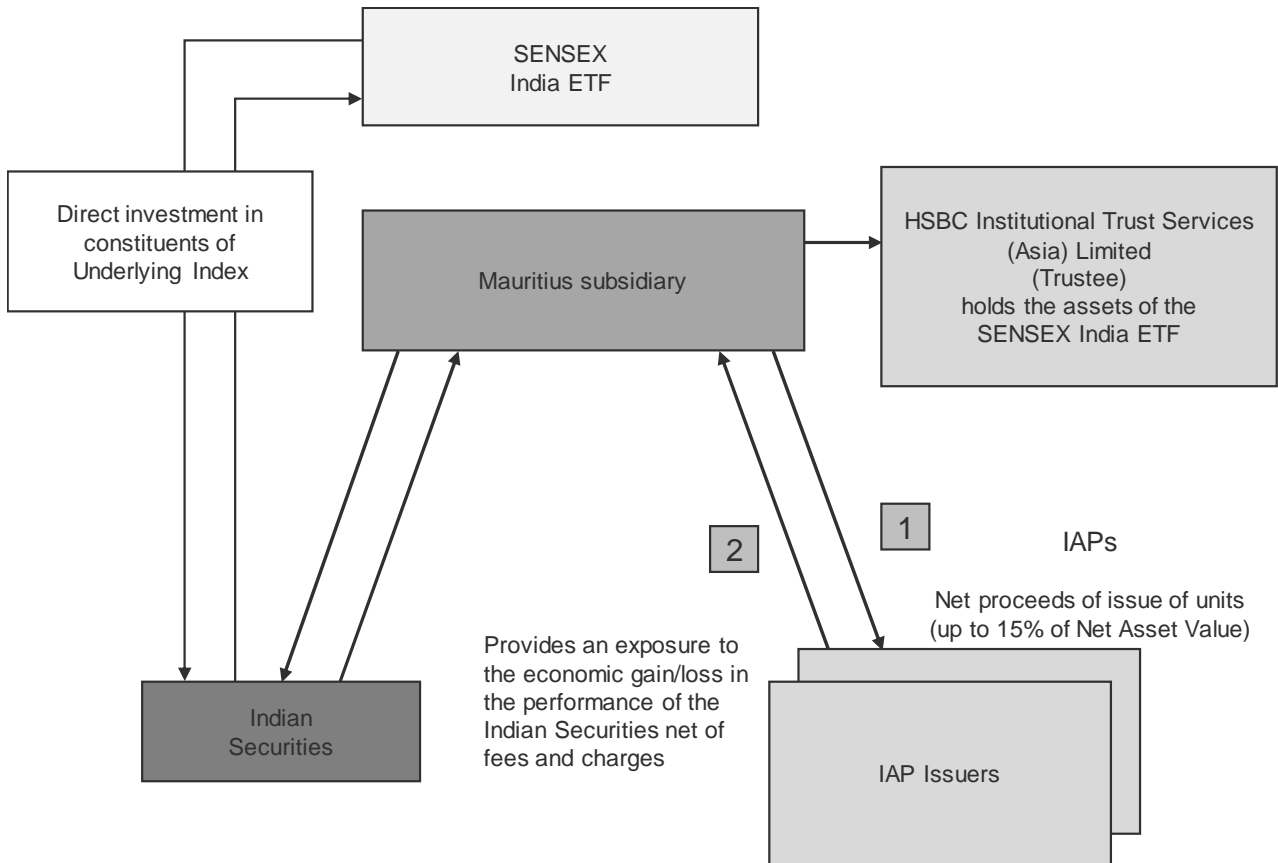 SENSEX
India ETF
Direct investment in
constituents of
Underlying Index
Mauritius subsidiary
HSBC Institutional Trust Services
(Asia) Limited
(Trustee)
holds the assets of the
SENSEX India ETF
2
1
IAPs
Net proceeds of issue of units
(up to 15% of Net Asset Value)
Provides an exposure to
the economic gain/loss in
the performance of the
Indian Securities net of
fees and charges
Indian
Securities
IAP Issuers